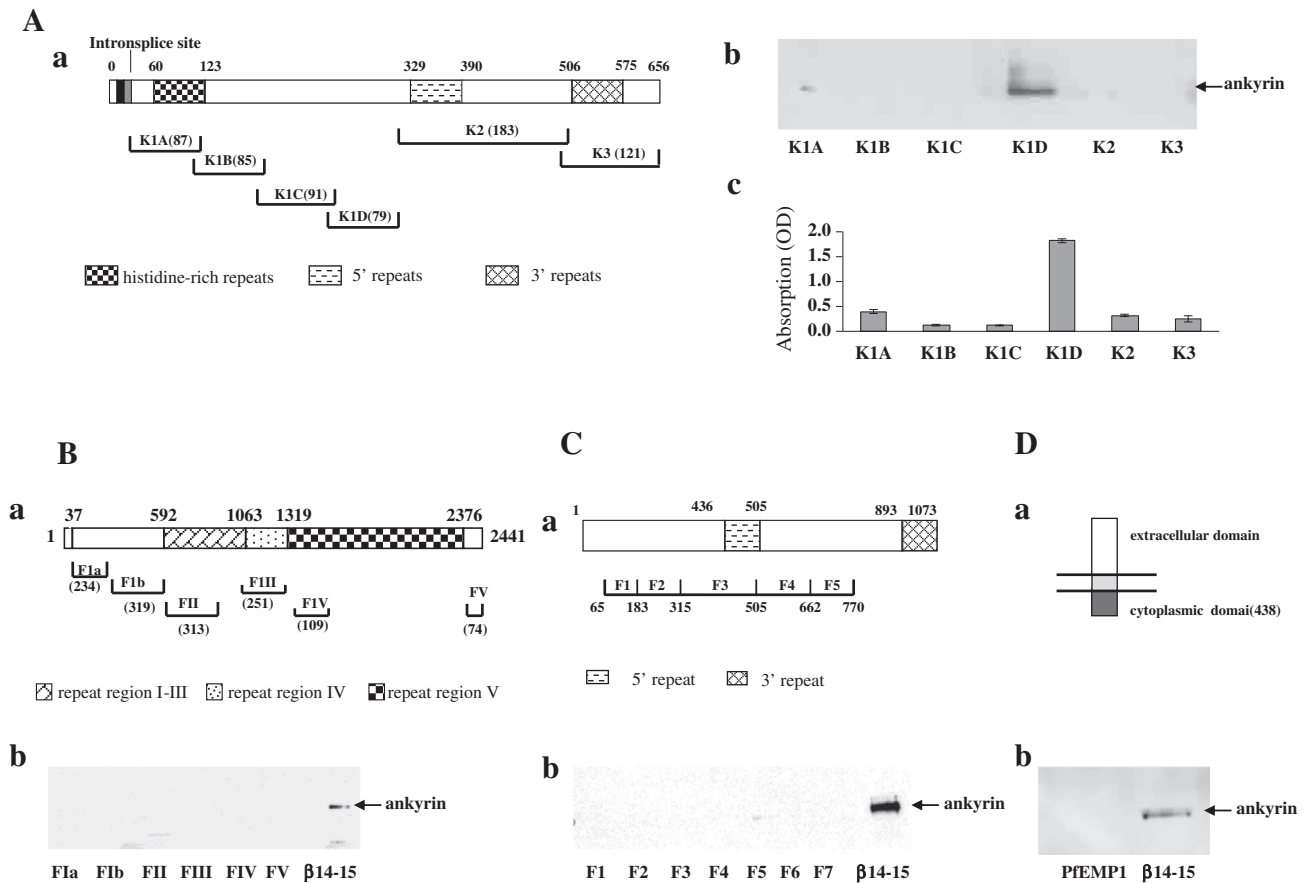 A
a
Intronsplice site
0 60 123 329 390 506 575 656
K1A(87)
K1B(85)
K1C(91)
K1D(79)
K2 (183)
K3 (121)
histidine-rich repeats 5' repeats 3' repeats
b
ankyrin
K1A K1B K1C K1D K2 K3
c
Absorption (OD)
2.0
1.5
0.5
0.0
K1A K1B K1C K1D K2 K3
B
a
37 592 1063 1319 2376
1 2441
F1a
(234)
F1b
(319)
FII
(313)
F1II
(251)
F1V
(109)
FV
(74)
repeat region I-III repeat region IV repeat region V
b
ankyrin
FIa FIb FII FIII FIV FV β14-15
C
a
1 436 505 893 1073
F1 F2 F3 F4 F5
65 183 315 505 662 770
5' repeat 3' repeat
b
ankyrin
F1 F2 F3 F4 F5 F6 F7 β14-15
D
a
extracellular domain
cytoplasmic domai(438)
b
ankyrin
PfEMP1 β14-15